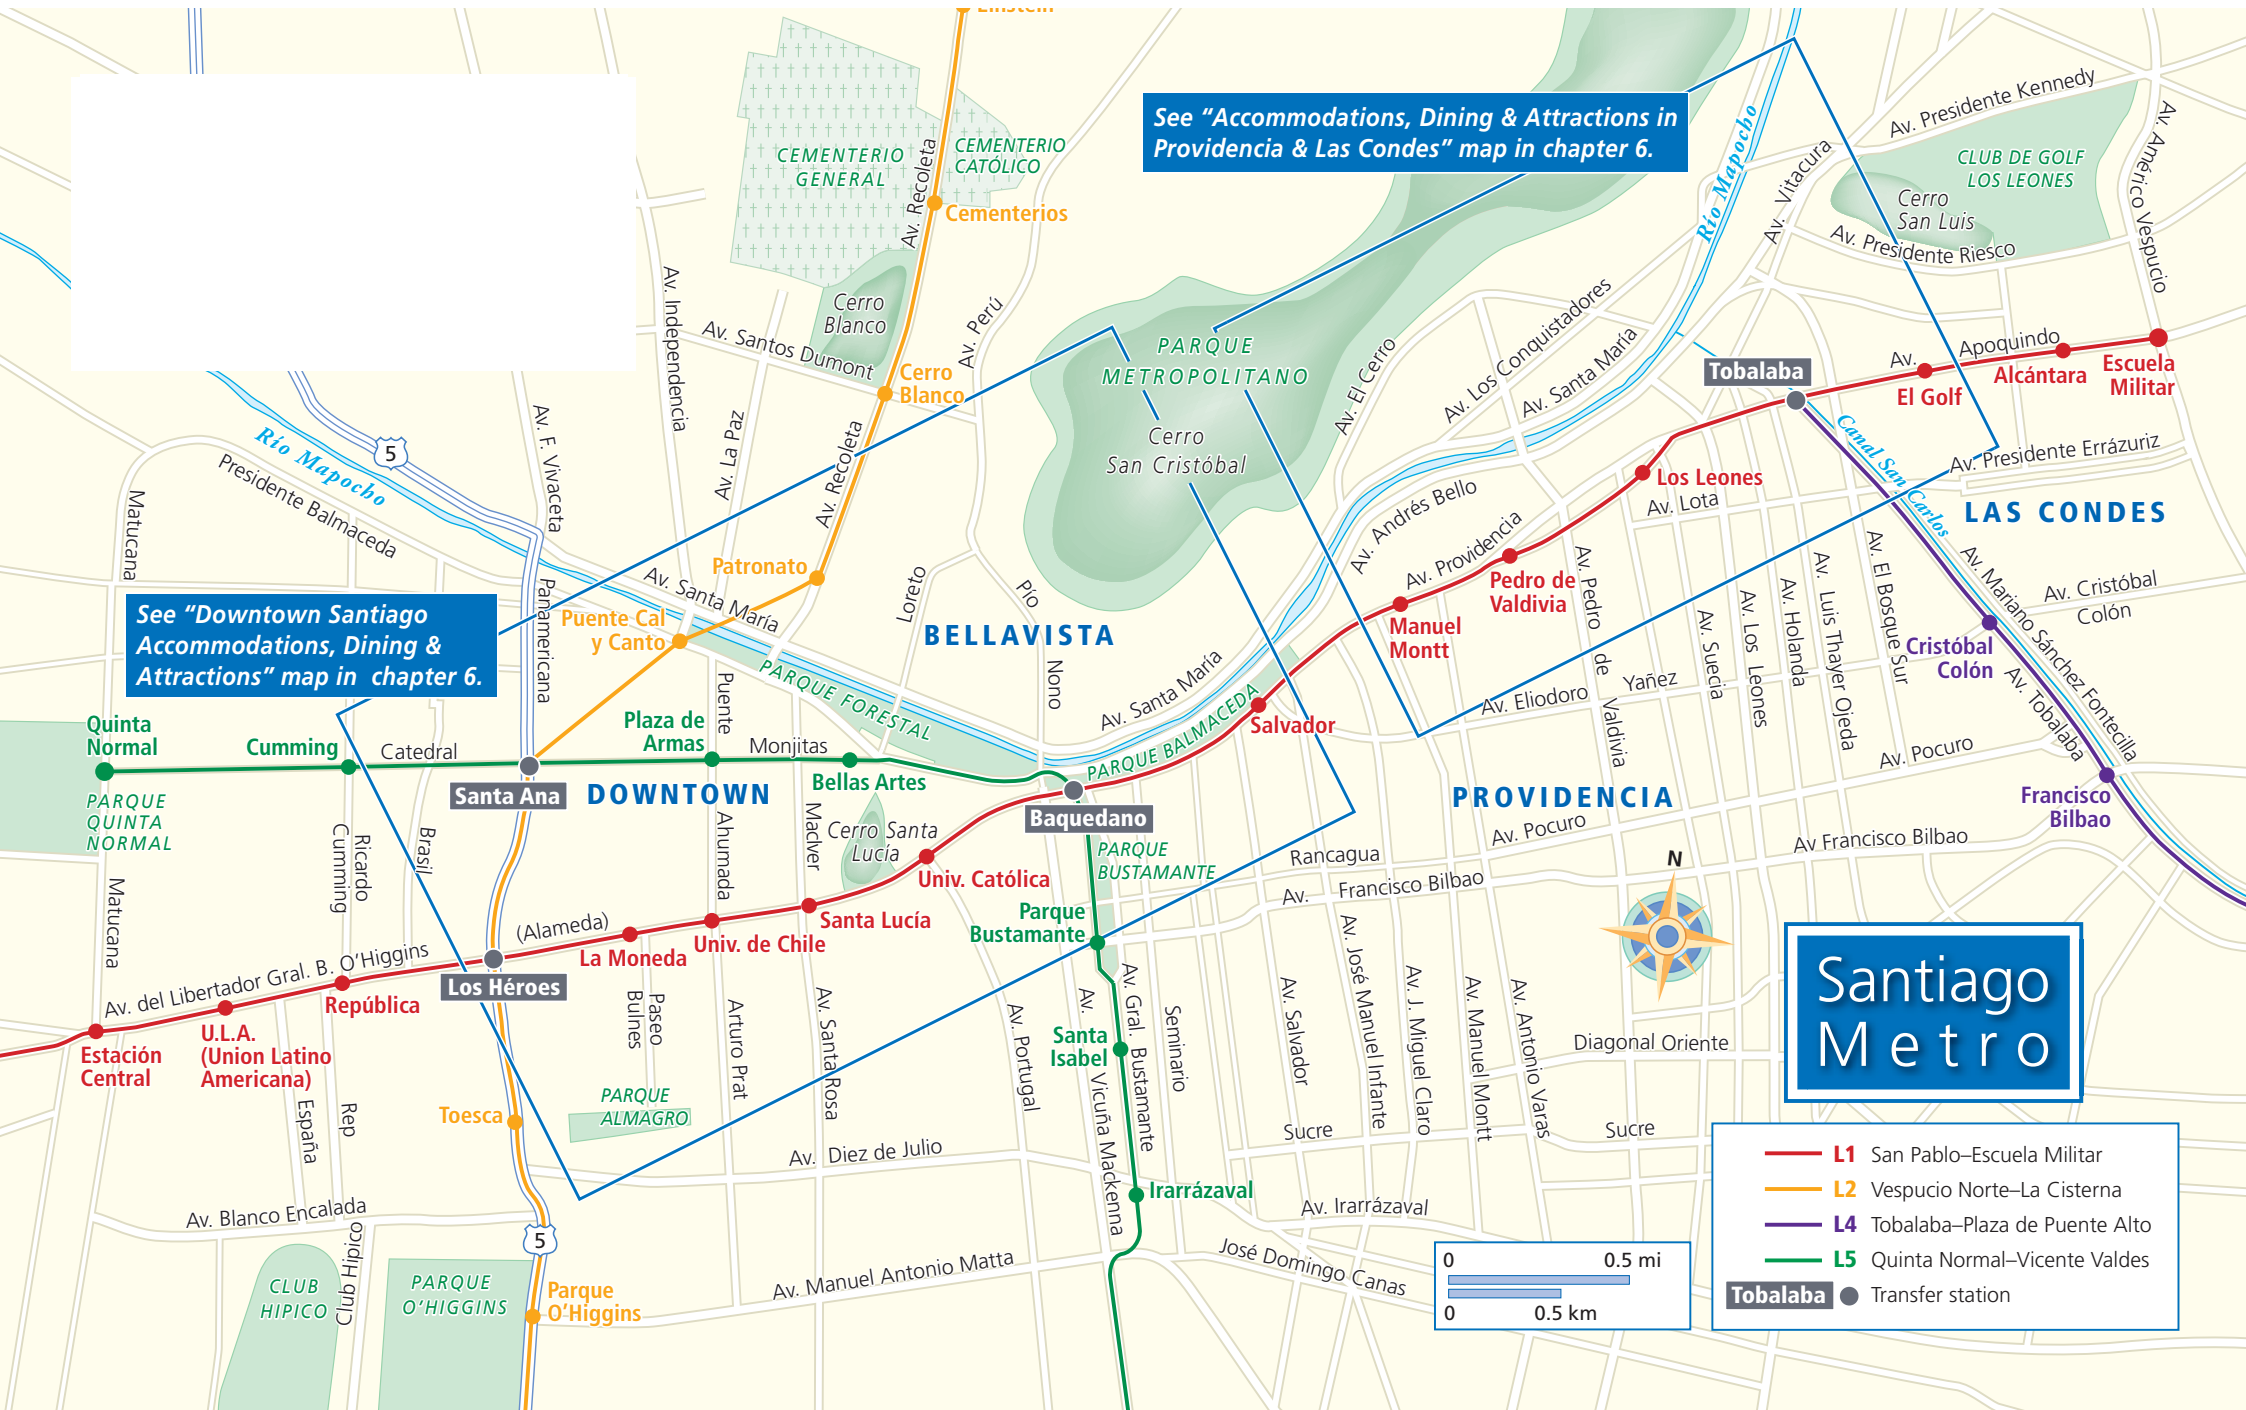 Einstein
See “Accommodations, Dining & Attractions in
Providencia & Las Condes” map in chapter 6.
CEMENTERIO
GENERAL
CEMENTERIO
CATÓLICO
Av. Recoleta
Cementerios
Río Mapocho
Av. Vitacura
Av. Presidente Kennedy
CLUB DE GOLF
LOS LEONES
Cerro
San Luis
Av. Presidente Riesco
Av. Américo Vespucio
Av. Independencia
Cerro
Blanco
Av. Santos Dumont
Av. Perú
Cerro
Blanco
PARQUE
METROPOLITANO
Cerro
San Cristóbal
Av. El Cerro
Av. Los Conquistadores
Av. Santa María
Tobalaba
Av. Apoquindo
El Golf
Alcántara
Escuela
Militar
Av. Presidente Errázuriz
Canal San Carlos
LAS CONDES
5
Río Mapocho
Presidente Balmaceda
Matucana
Av. F. Vivaceta
Av. La Paz
Av. Recoleta
Av. Andrés Bello
Los Leones
Av. Lota
Av. Providencia
Patronato
Av. Santa María
Loreto
Pío
Nono
Panamericana
Puente Cal
y Canto
See “Downtown Santiago
Accommodations, Dining &
Attractions” map in chapter 6.
BELLAVISTA
Pedro de
Valdivia
Manuel
Montt
Av. Pedro de Valdivia
Av. Suecia
Av. Los Leones
Av. Holanda
Av. Luis Thayer Ojeda
Av. El Bosque Sur
Av. Mariano Sánchez Fontecilla
Av. Cristóbal
Colón
Cristóbal
Colón
Av. Tobalaba
PARQUE FORESTAL
Av. Santa María
PARQUE BALMACEDA
Salvador
Av. Eliodoro Yañez
Quinta
Normal
Cumming
Catedral
Plaza de
Armas
Puente
Monjitas
Bellas Artes
Santa Ana
DOWNTOWN
Baquedano
PROVIDENCIA
Av. Pocuro
Francisco
Bilbao
PARQUE
QUINTA
NORMAL
Ricardo
Cumming
Brasil
Ahumada
MacIver
Cerro Santa
Lucía
PARQUE
BUSTAMANTE
Rancagua
Av. Pocuro
Av Francisco Bilbao
Av. Francisco Bilbao
N
Matucana
Univ. Católica
Santa Lucía
Parque
Bustamante
(Alameda)
La Moneda
Univ. de Chile
Av. del Libertador Gral. B. O’Higgins
Los Héroes
República
U.L.A.
(Union Latino
Americana)
Estación
Central
Paseo
Bulnes
Arturo Prat
Av. Santa Rosa
Av. Portugal
Av. Vicuña Mackenna
Av. Gral. Bustamante
Seminario
Santa
Isabel
Av. Salvador
Av. José Manuel Infante
Av. J. Miguel Claro
Av. Manuel Montt
Av. Antonio Varas
Diagonal Oriente
Santiago
Metro
España
Rep
Toesca
PARQUE
ALMAGRO
Av. Diez de Julio
Sucre
Sucre
Irarrázaval
Av. Irarrázaval
Av. Blanco Encalada
5
Club Hipico
CLUB
HIPICO
PARQUE
O’HIGGINS
Parque
O’Higgins
Av. Manuel Antonio Matta
José Domingo Canas
0 0.5 mi
0 0.5 km
L1 San Pablo–Escuela Militar
L2 Vespucio Norte–La Cisterna
L4 Tobalaba–Plaza de Puente Alto
L5 Quinta Normal–Vicente Valdes
Tobalaba Transfer station